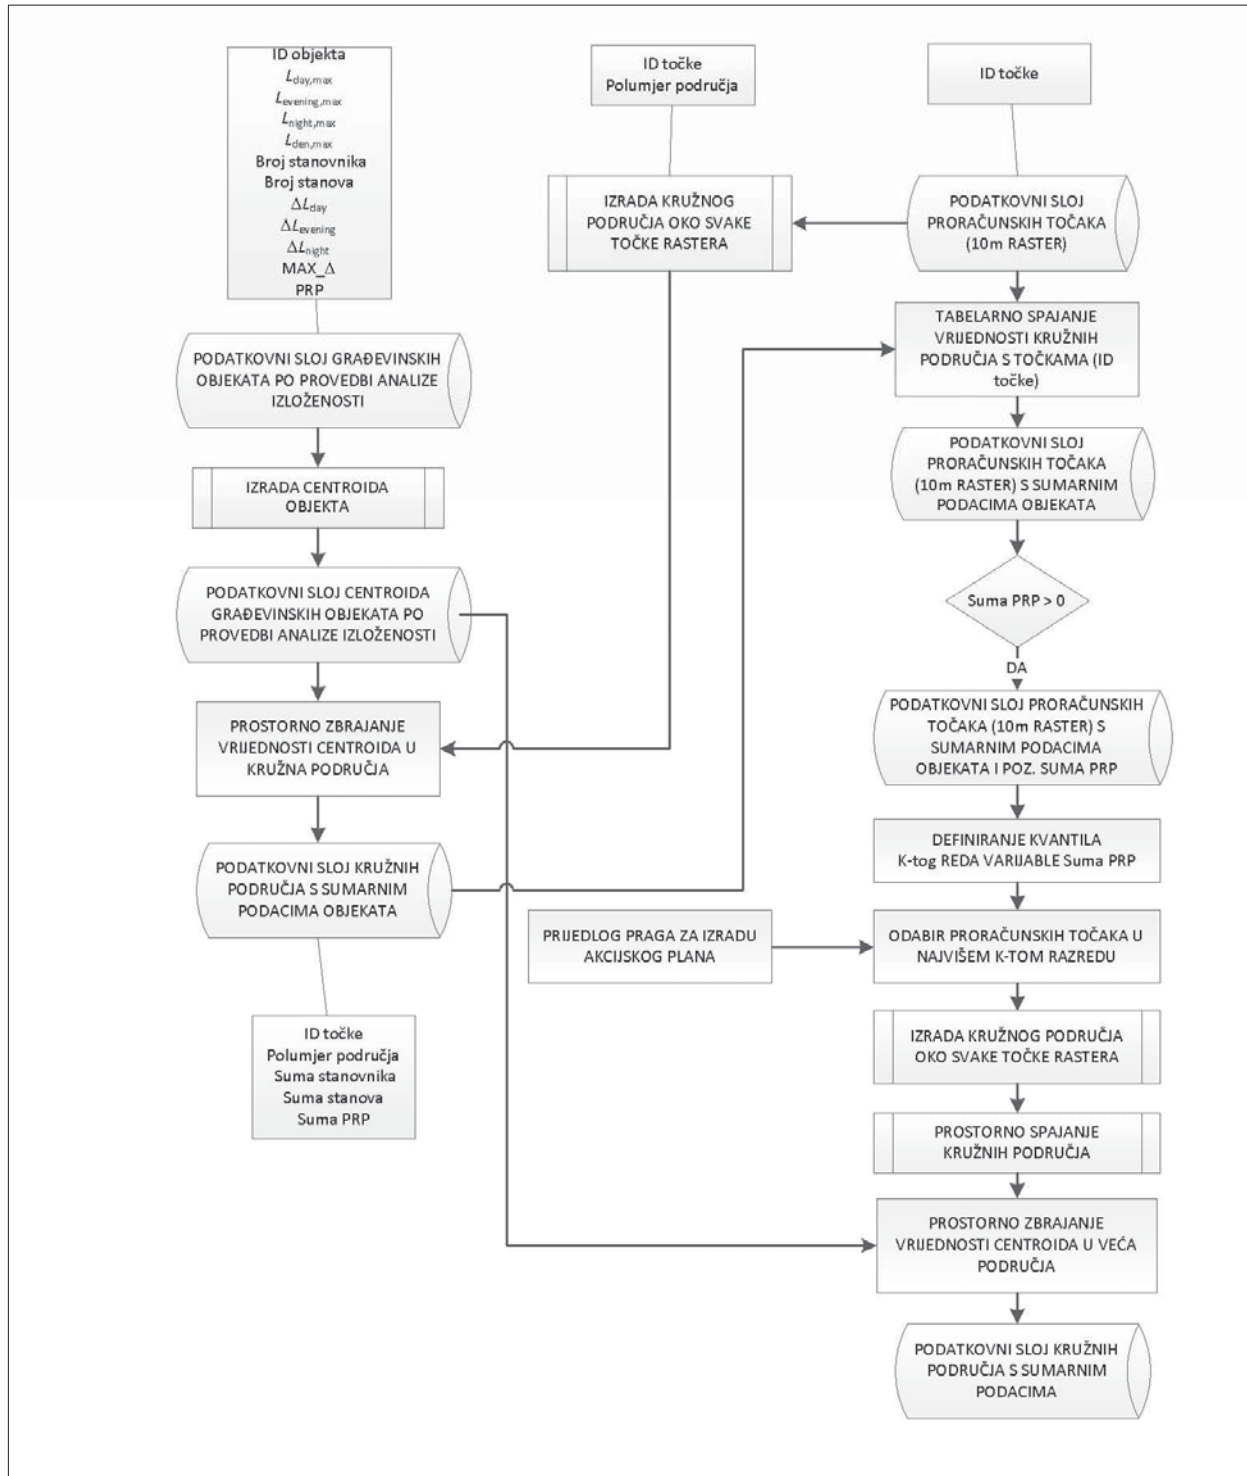 ID objekta
Lday,max
Levening,max
Lnight,max
Lden,max
Broj stanovnika
Broj stanova
ΔLday
ΔLevening
ΔLnight
MAX_Δ
PRP
PODATKOVNI SLOJ GRAĐEVINSKIH
OBJEKATA PO PROVEDBI ANALIZE
IZLOŽENOSTI
IZRADA CENTROIDA
OBJEKTA
PODATKOVNI SLOJ CENTROIDA
GRAĐEVINSKIH OBJEKATA PO
PROVEDBI ANALIZE IZLOŽENOSTI
PROSTORNO ZBRAJANJE
VRIJEDNOSTI CENTROIDA U
KRUŽNA PODRUČJA
PODATKOVNI SLOJ KRUŽNIH
PODRUČJA S SUMARNIM
PODACIMA OBJEKATA
ID točke
Polumjer područja
Suma stanovnika
Suma stanova
Suma PRP
ID točke
Polumjer područja
IZRADA KRUŽNOG
PODRUČJA OKO SVAKE
TOČKE RASTERA
PRIJEDLOG PRAGA ZA IZRADU
AKCIJSKOG PLANA
ID točke
PODATKOVNI SLOJ
PRORAČUNSKIH TOČAKA
(10m RASTER)
TABELARNO SPAJANJE
VRIJEDNOSTI KRUŽNIH
PODRUČJA S TOČKAMA (ID
točke)
PODATKOVNI SLOJ
PRORAČUNSKIH TOČAKA
(10m RASTER) S SUMARNIM
PODACIMA OBJEKATA
Suma PRP > 0
DA
PODATKOVNI SLOJ PRORAČUNSKIH
TOČAKA (10m RASTER) S
SUMARNIM PODACIMA
OBJEKATA I POZ. SUMA PRP
DEFINIRANJE KVANTILA
K-tog REDA VARIJABLE Suma PRP
ODABIR PRORAČUNSKIH TOČAKA U
NAJVIŠEM K-TOM RAZREDU
IZRADA KRUŽNOG PODRUČJA
OKO SVAKE TOČKE RASTERA
PROSTORNO SPAJANJE
KRUŽNIH PODRUČJA
PROSTORNO ZBRAJANJE
VRIJEDNOSTI CENTROIDA U VEĆA
PODRUČJA
PODATKOVNI SLOJ KRUŽNIH
PODRUČJA S SUMARNIM
PODACIMA